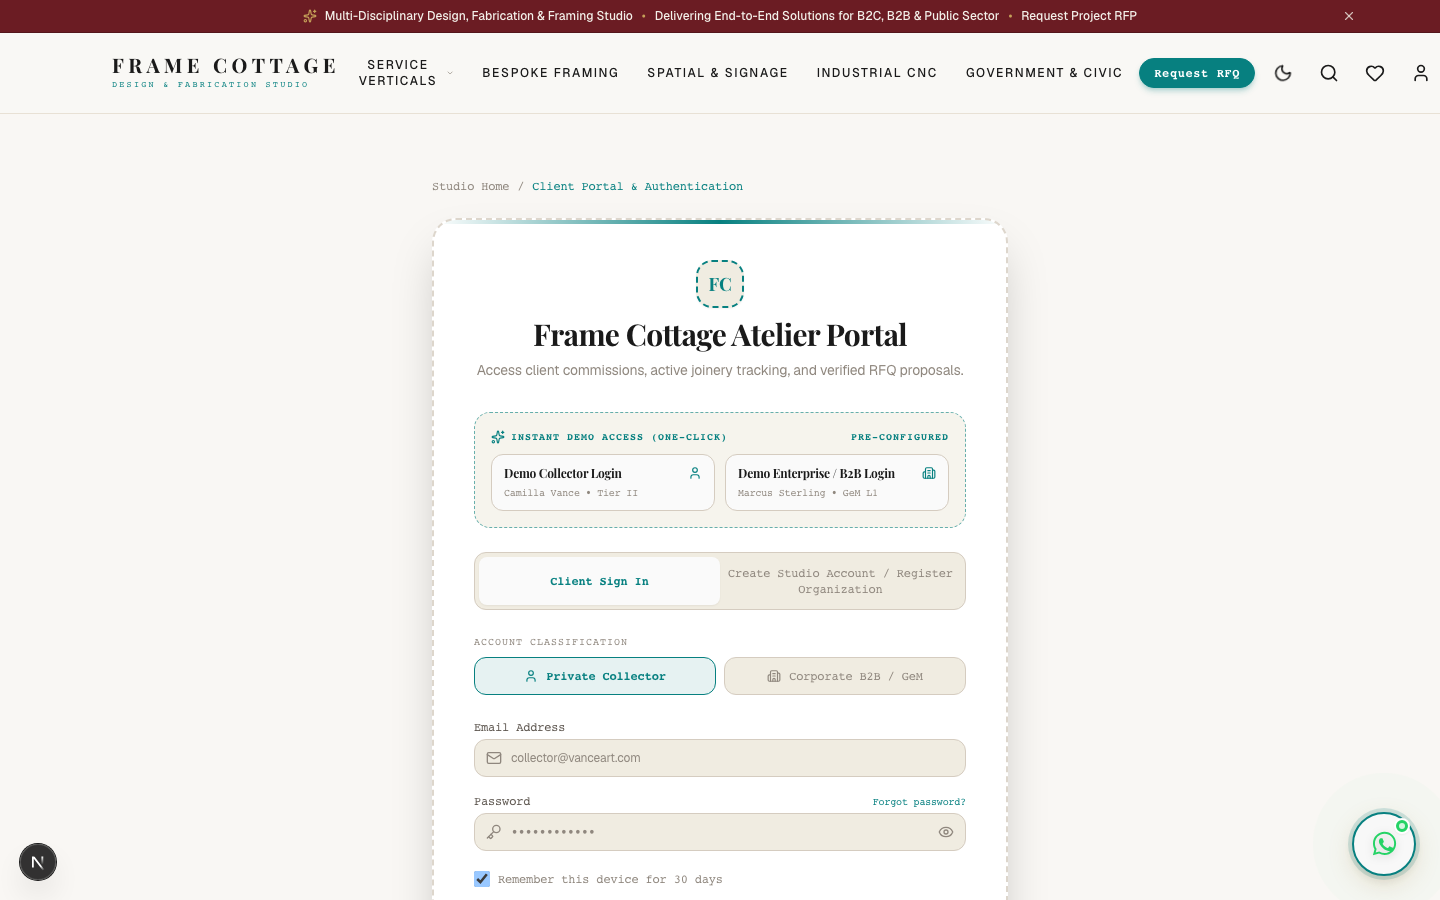 Multi-Disciplinary Design, Fabrication & Framing Studio • Delivering End-to-End Solutions for B2C, B2B & Public Sector • Request Project RFP
FRAME COTTAGE
DESIGN & FABRICATION STUDIO
SERVICE
VERTICALS
BESPOKE FRAMING
SPATIAL & SIGNAGE
INDUSTRIAL CNC
GOVERNMENT & CIVIC
Request RFQ
Studio Home / Client Portal & Authentication
FC
Frame Cottage Atelier Portal
Access client commissions, active joinery tracking, and verified RFQ proposals.
INSTANT DEMO ACCESS (ONE-CLICK) PRE-CONFIGURED
Demo Collector Login
Camilla Vance • Tier II
Demo Enterprise / B2B Login
Marcus Sterling • GeM L1
Client Sign In
Create Studio Account / Register
Organization
ACCOUNT CLASSIFICATION
Private Collector
Corporate B2B / GeM
Email Address
collector@vanceart.com
Password Forgot password?
••••••••••••
Remember this device for 30 days
N